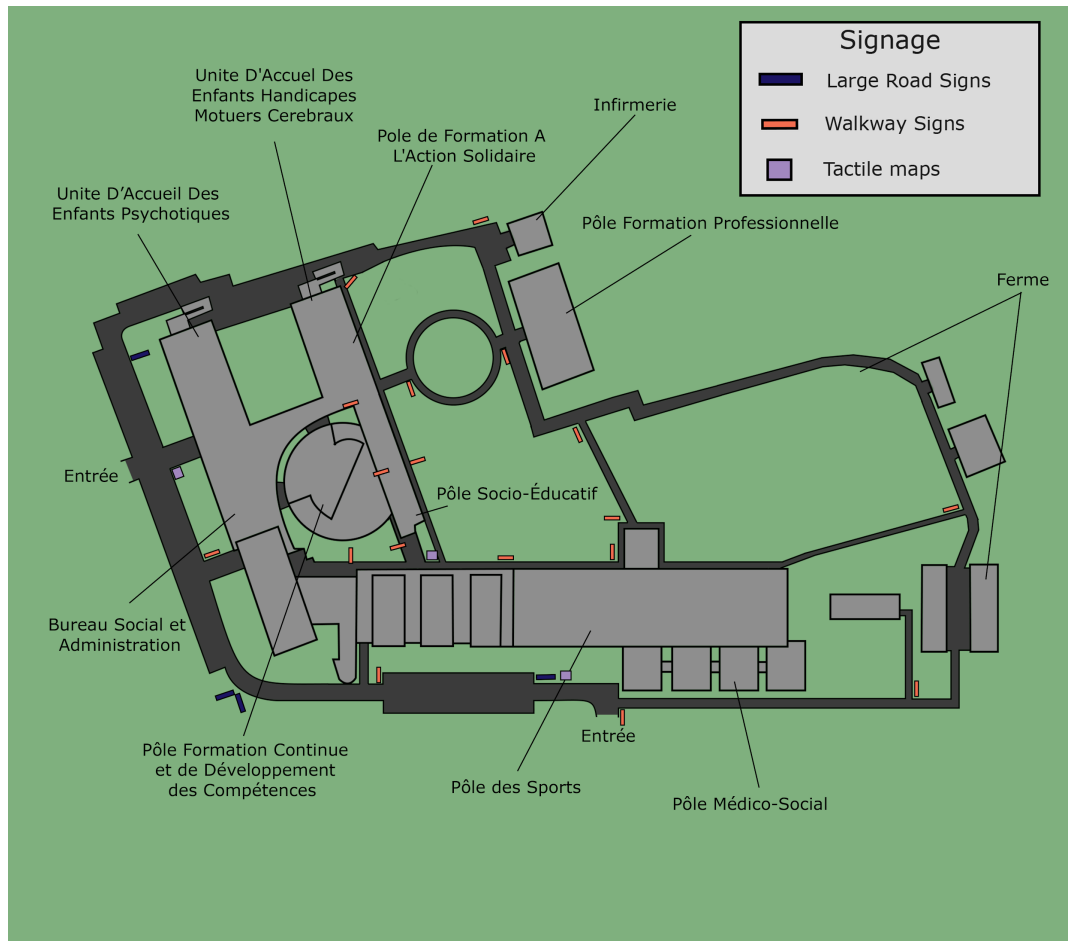 Signage
Large Road Signs
Walkway Signs
Tactile maps
Unite D'Accuel Des
Enfants Handicapes
Motuers Cerebraux
Infirmerie
Pole de Formation A
L'Action Solidaire
Unite D’Accueil Des
Enfants Psychotiques
Pôle Formation Professionnelle
Ferme
Entrée
Pôle Socio-Éducatif
Bureau Social et
Administration
Entrée
Pôle Formation Continue
et de Développement
des Compétences
Pôle des Sports
Pôle Médico-Social